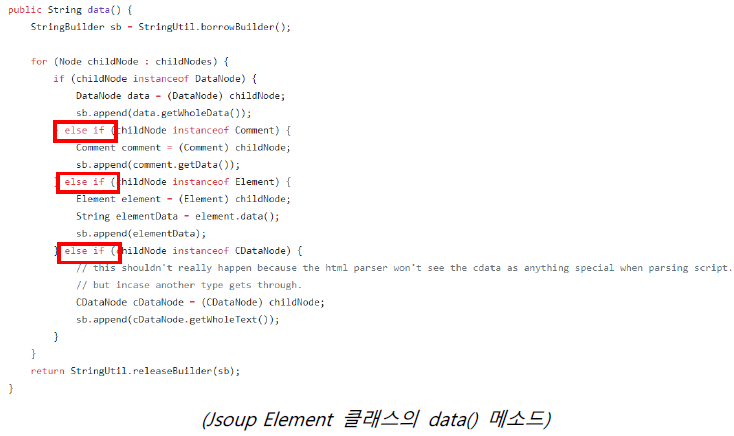 public String data() {
StringBuilder sb = StringUtil.borrowBuilder();
for (Node childNode : childNodes) {
if (childNode instanceof DataNode) {
DataNode data = (DataNode) childNode;
sb.append(data.getWholeData());
} else if (childNode instanceof Comment) {
Comment comment = (Comment) childNode;
sb.append(comment.getData());
} else if (childNode instanceof Element) {
Element element = (Element) childNode;
String elementData = element.data();
sb.append(elementData);
} else if (childNode instanceof CDataNode) {
// this shouldn't really happen because the html parser won't see the cdata as anything special when parsing script.
// but incase another type gets through.
CDataNode cDataNode = (CDataNode) childNode;
sb.append(cDataNode.getWholeText());
}
}
return StringUtil.releaseBuilder(sb);
}
(Jsoup Element 클래스의 data() 메소드)